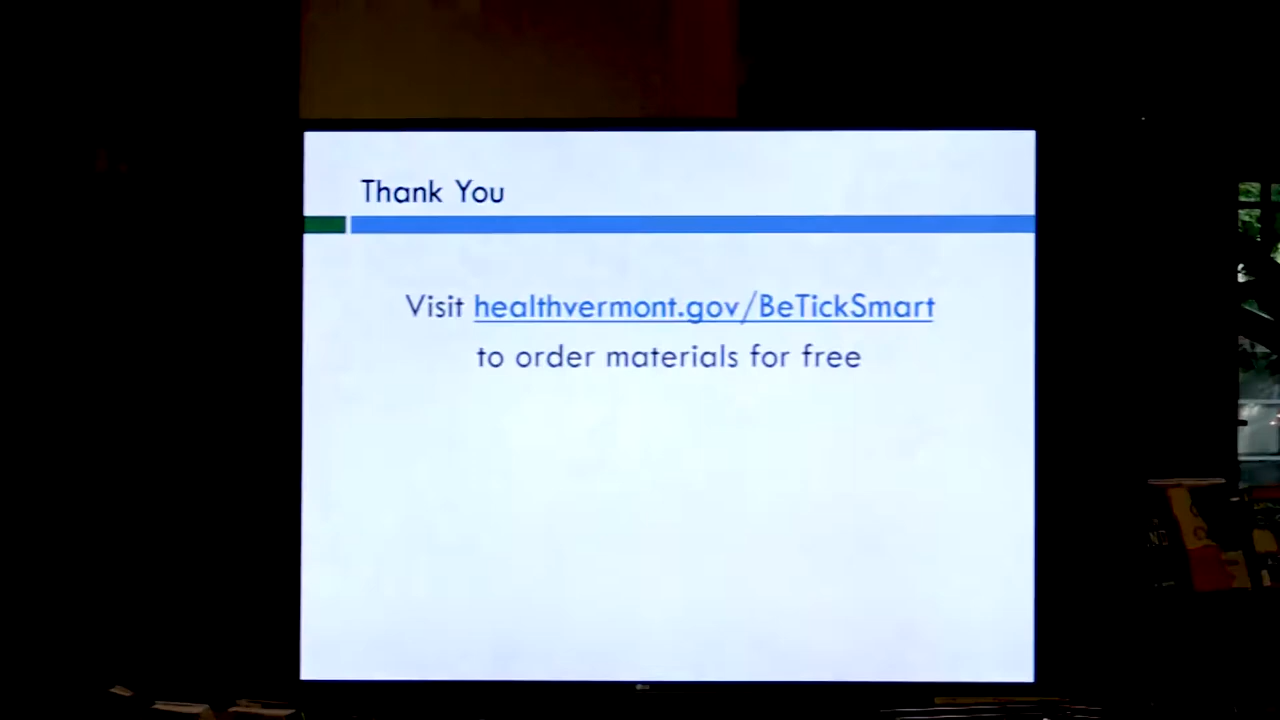 Thank You
Visit healthvermont.gov/BeTickSmart
to order materials for free